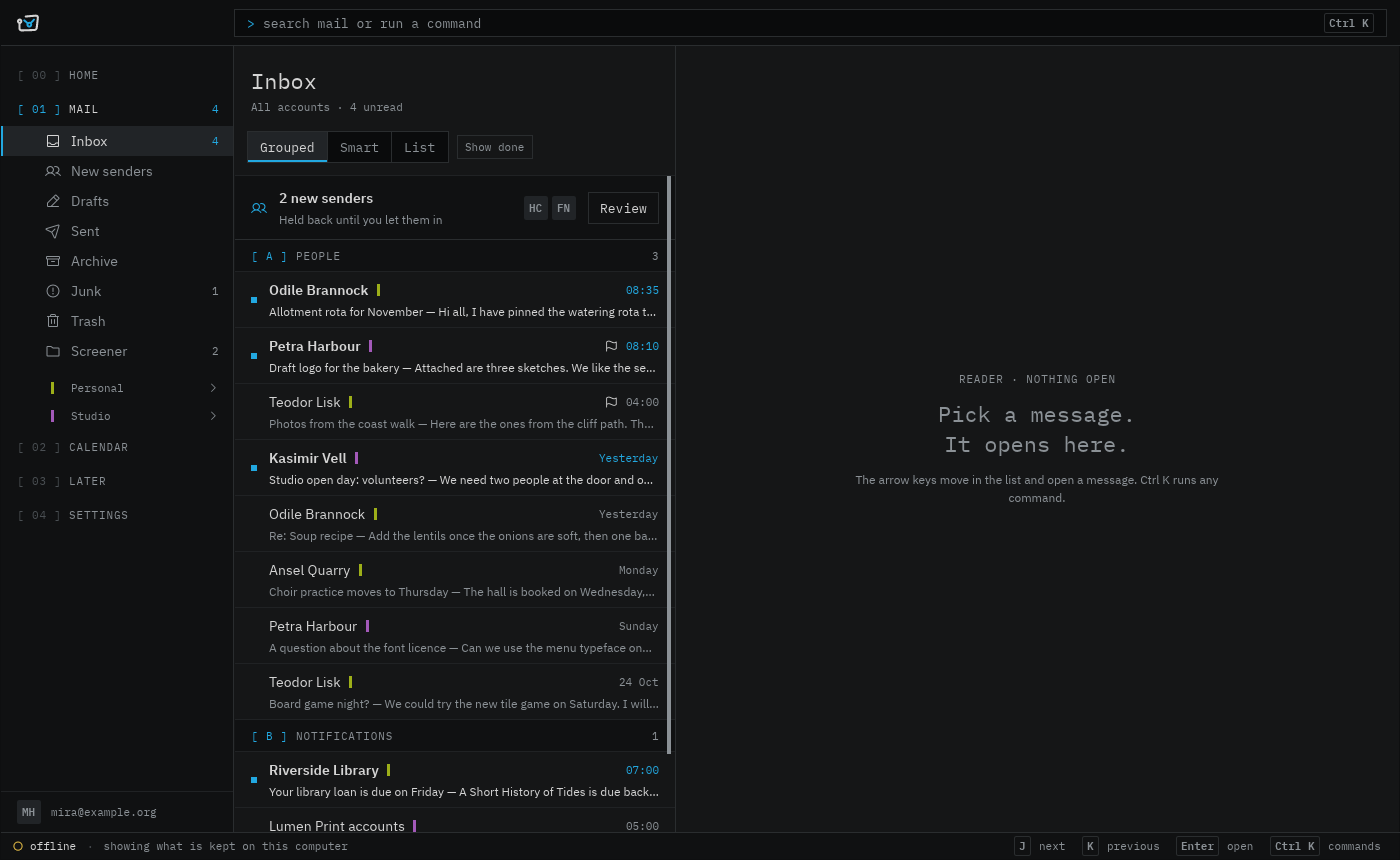 > search mail or run a command Ctrl K
[ 00 ] HOME
[ 01 ] MAIL 4
Inbox 4
New senders
Drafts
Sent
Archive
Junk 1
Trash
Screener 2
Personal
Studio
[ 02 ] CALENDAR
[ 03 ] LATER
[ 04 ] SETTINGS
MH mira@example.org
Inbox
All accounts · 4 unread
Grouped Smart List Show done
2 new senders
Held back until you let them in
HC FN Review
[ A ] PEOPLE 3
Odile Brannock 08:35
Allotment rota for November — Hi all, I have pinned the watering rota t…
Petra Harbour 08:10
Draft logo for the bakery — Attached are three sketches. We like the se…
Teodor Lisk 04:00
Photos from the coast walk — Here are the ones from the cliff path. Th…
Kasimir Vell Yesterday
Studio open day: volunteers? — We need two people at the door and o…
Odile Brannock Yesterday
Re: Soup recipe — Add the lentils once the onions are soft, then one ba…
Ansel Quarry Monday
Choir practice moves to Thursday — The hall is booked on Wednesday,…
Petra Harbour Sunday
A question about the font licence — Can we use the menu typeface on…
Teodor Lisk 24 Oct
Board game night? — We could try the new tile game on Saturday. I will…
[ B ] NOTIFICATIONS 1
Riverside Library 07:00
Your library loan is due on Friday — A Short History of Tides is due back…
Lumen Print accounts 05:00
READER · NOTHING OPEN
Pick a message.
It opens here.
The arrow keys move in the list and open a message. Ctrl K runs any
command.
offline · showing what is kept on this computer
J next K previous Enter open Ctrl K commands